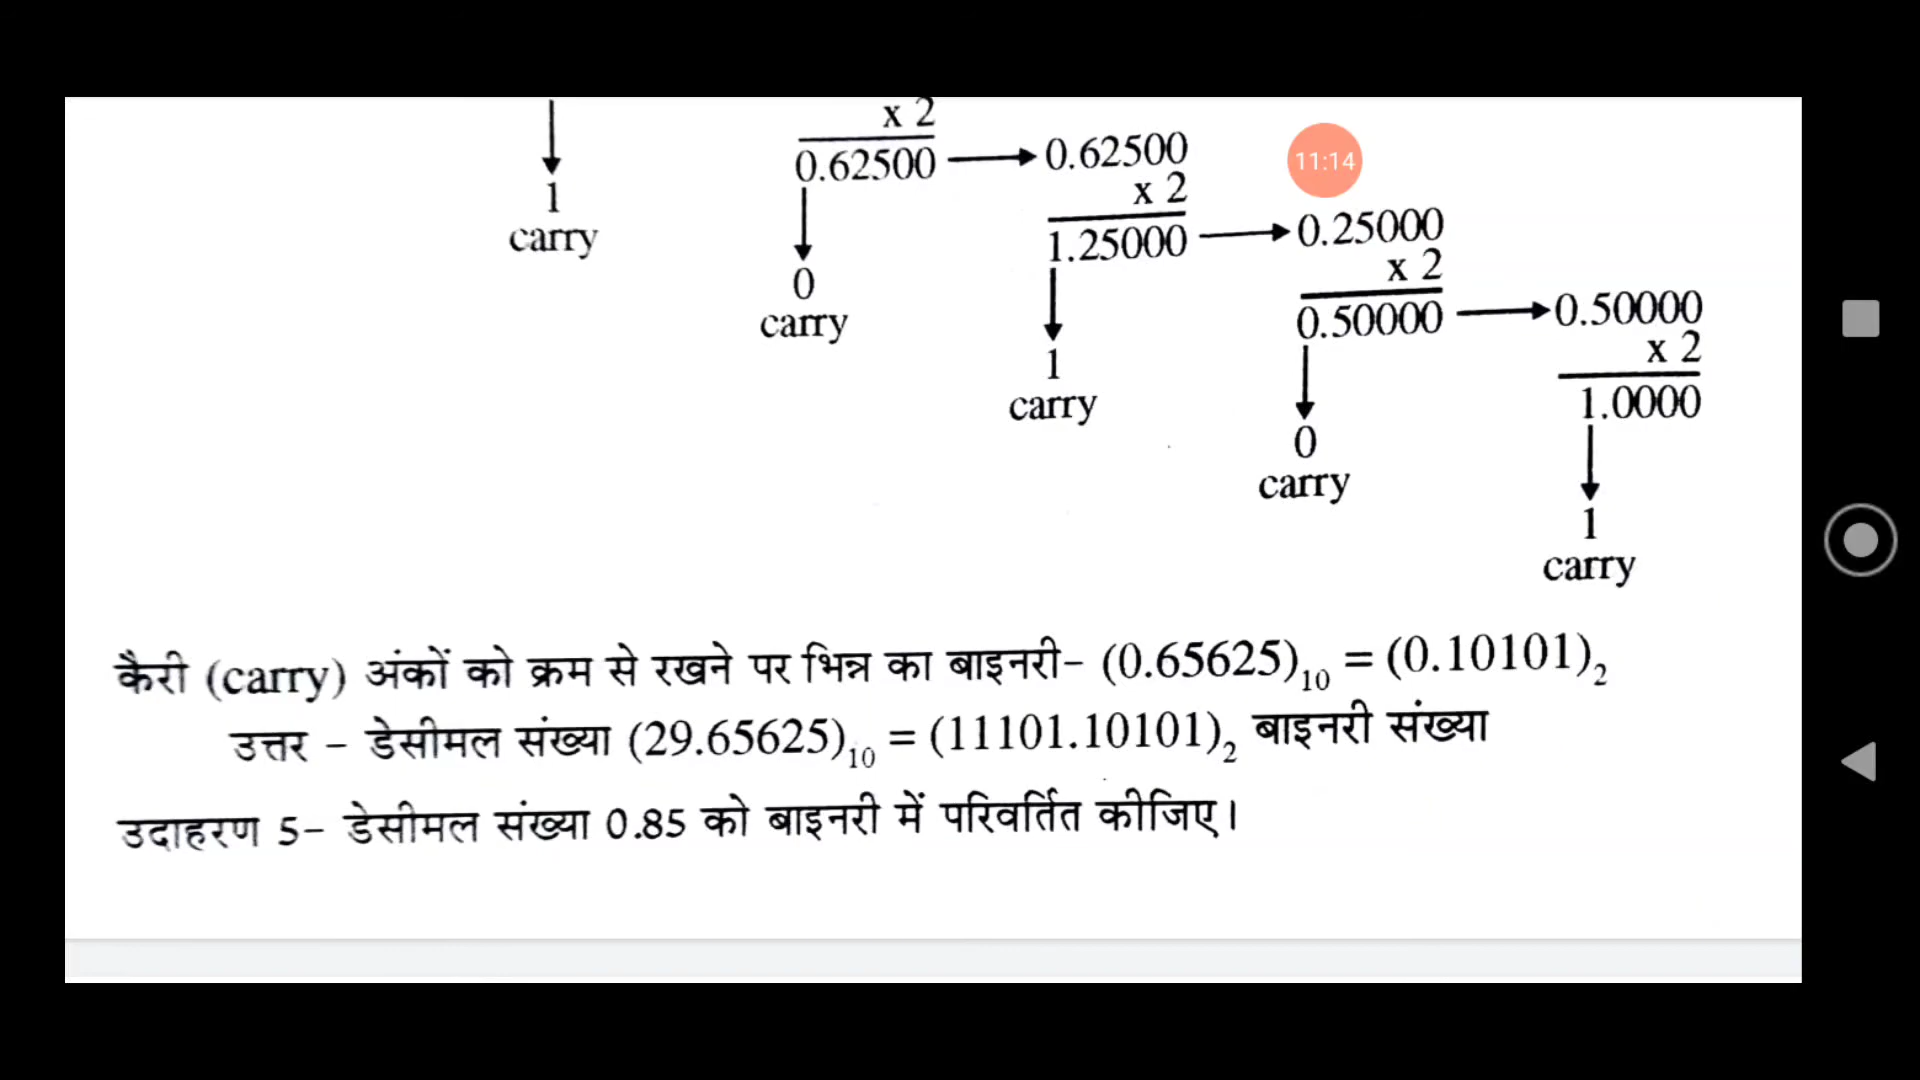 x 2
0.62500 → 0.62500
x 2
1.25000 → 0.25000
x 2
0.50000 → 0.50000
x 2
1.0000
1
carry
0
carry
1
carry
0
carry
1
carry
11:14
कैरी (carry) अंकों को क्रम से रखने पर भिन्न का बाइनरी- (0.65625)₁₀ = (0.10101)₂
उत्तर – डेसीमल संख्या (29.65625)₁₀ = (11101.10101)₂ बाइनरी संख्या
उदाहरण 5– डेसीमल संख्या 0.85 को बाइनरी में परिवर्तित कीजिए।